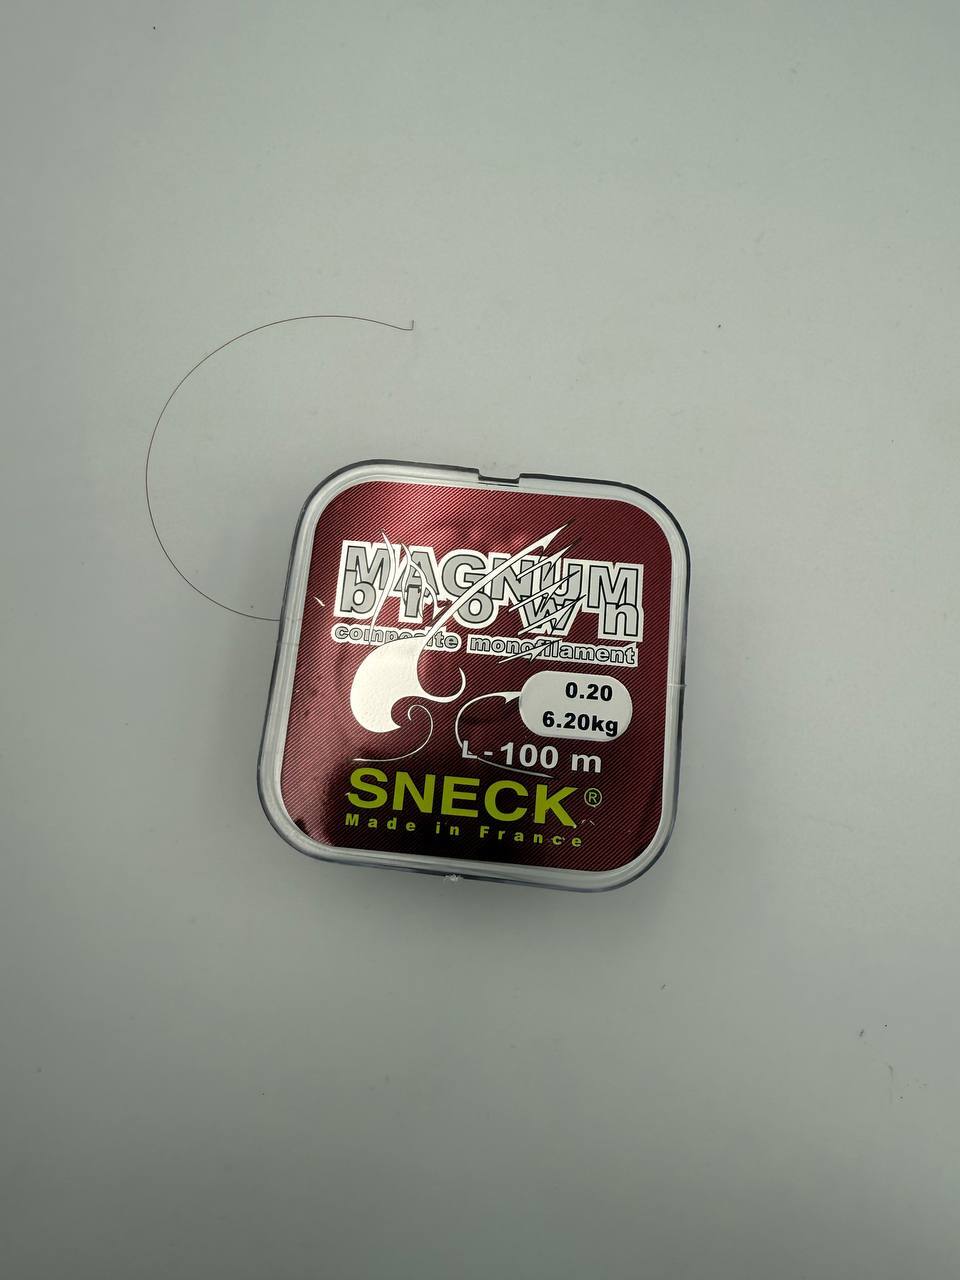 MAGNUM
brown
composite monofilament
0.20
6.20kg
L-100 m
SNECK®
Made in France